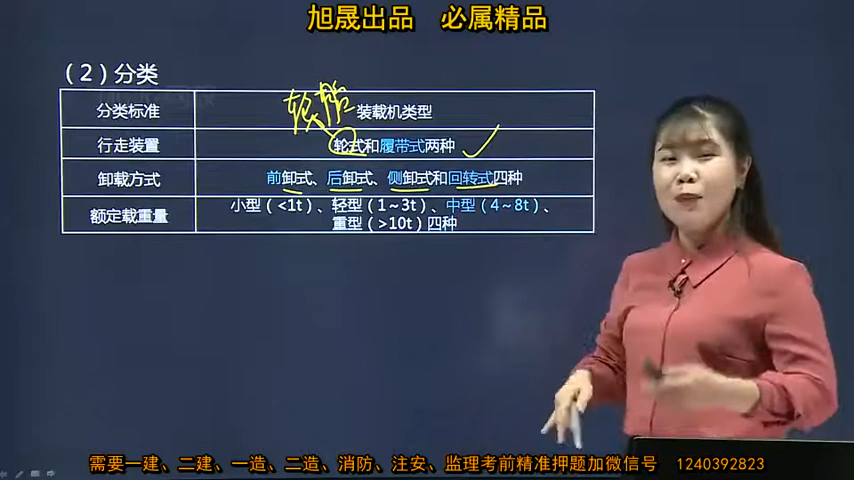 旭晟出品 必属精品
（2）分类
轮胎
分类标准 装载机类型
行走装置 轮式和履带式两种
卸载方式 前卸式、后卸式、侧卸式和回转式四种
额定载重量 小型（<1t）、轻型（1～3t）、中型（4～8t）、
重型（>10t）四种
需要一建、二建、一造、二造、消防、注安、监理考前精准押题加微信号 1240392823